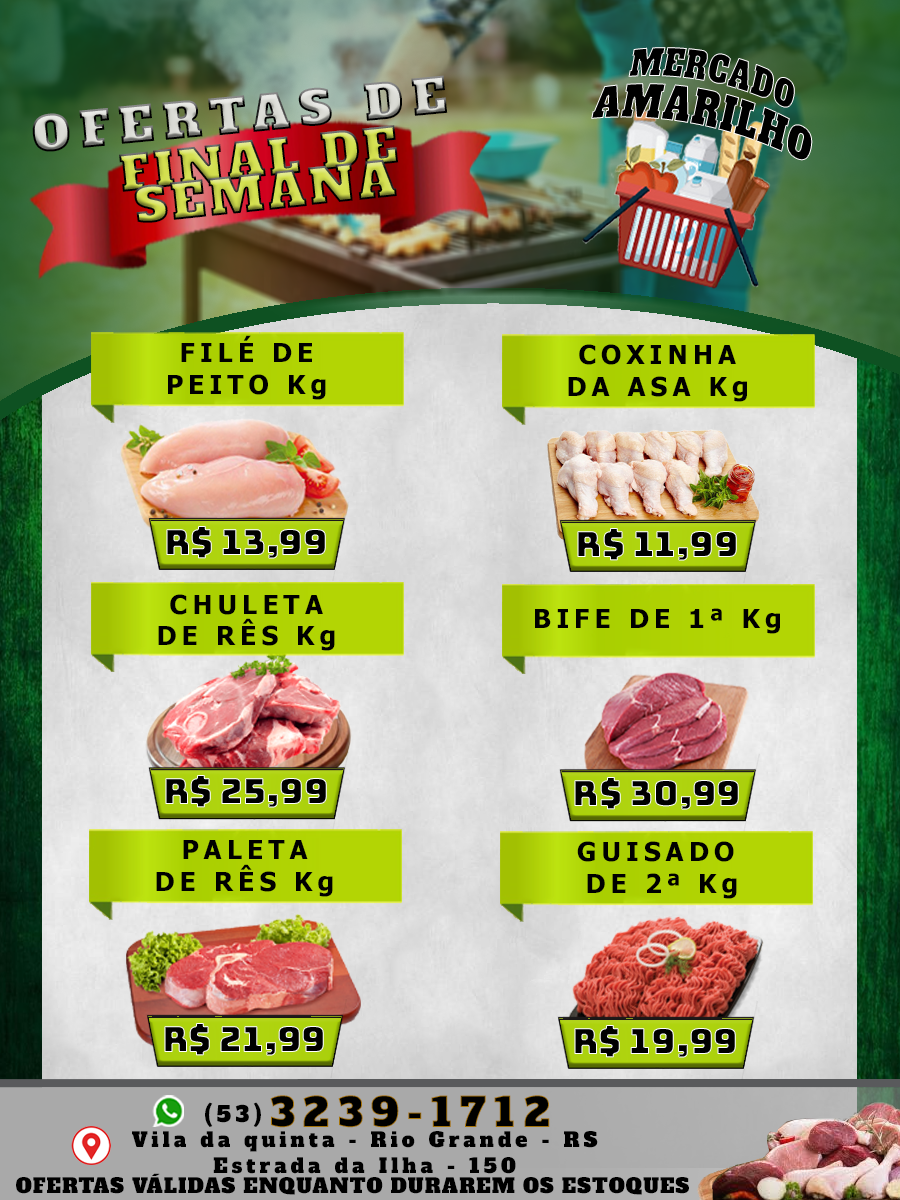 OFERTAS DE
FINAL DE
SEMANA
MERCADO
AMARILHO
FILÉ DE
PEITO Kg
R$ 13,99
COXINHA
DA ASA Kg
R$ 11,99
CHULETA
DE RÊS Kg
R$ 25,99
BIFE DE 1ª Kg
R$ 30,99
PALETA
DE RÊS Kg
R$ 21,99
GUISADO
DE 2ª Kg
R$ 19,99
(53) 3239-1712
Vila da quinta - Rio Grande - RS
Estrada da Ilha - 150
OFERTAS VÁLIDAS ENQUANTO DURAREM OS ESTOQUES